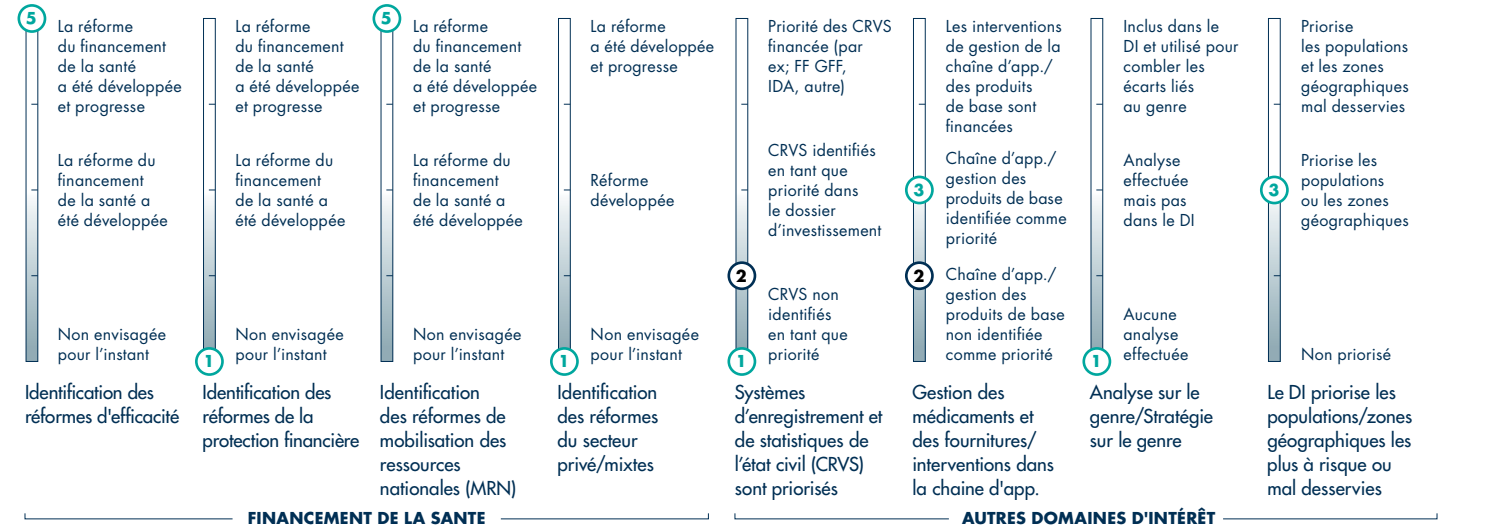 5
La réforme
du financement
de la santé
a été développée
et progresse
La réforme du
financement
de la santé a
été développée
Non envisagée
pour l’instant
Identification des
réformes d'efficacité
La réforme
du financement
de la santé
a été développée
et progresse
La réforme du
financement
de la santé a
été développée
Non envisagée
pour l’instant
1
Identification des
réformes de la
protection financière
5
La réforme
du financement
de la santé
a été développée
et progresse
La réforme du
financement
de la santé a
été développée
Non envisagée
pour l’instant
Identification
des réformes de
mobilisation des
ressources
nationales (MRN)
La réforme
a été développée
et progresse
Réforme
développée
Non envisagée
pour l’instant
1
Identification
des réformes
du secteur
privé/mixtes
FINANCEMENT DE LA SANTE
Priorité des CRVS
financée (par
ex; FF GFF,
IDA, autre)
CRVS identifiés
en tant que
priorité dans
le dossier
d’investissement
2
CRVS non
identifiés
en tant que
priorité
1
Systèmes
d’enregistrement et
de statistiques de
l’état civil (CRVS)
sont priorisés
Les interventions
de gestion de la
chaîne d’app./
des produits
de base sont
financées
3
Chaîne d’app./
gestion des
produits de base
identifiée comme
priorité
2
Chaîne d’app./
gestion des
produits de base
non identifiée
comme priorité
Gestion des
médicaments et
des fournitures/
interventions dans
la chaine d'app.
Inclus dans le
DI et utilisé pour
combler les
écarts liés
au genre
Analyse
effectuée
mais pas
dans le DI
Aucune
analyse
effectuée
1
Analyse sur le
genre/Stratégie
sur le genre
Priorise
les populations
et les zones
géographiques
mal desservies
3
Priorise les
populations
ou les zones
géographiques
Non priorisé
Le DI priorise les
populations/zones
géographiques les
plus à risque ou
mal desservies
AUTRES DOMAINES D'INTÉRÊT